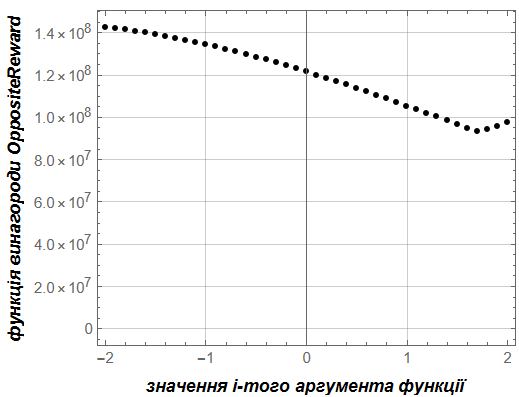 функція винагороди OppositeReward
1.4×10⁸
1.2×10⁸
1.0×10⁸
8.0×10⁷
6.0×10⁷
4.0×10⁷
2.0×10⁷
0
−2 −1 0 1 2
значення i-того аргумента функції